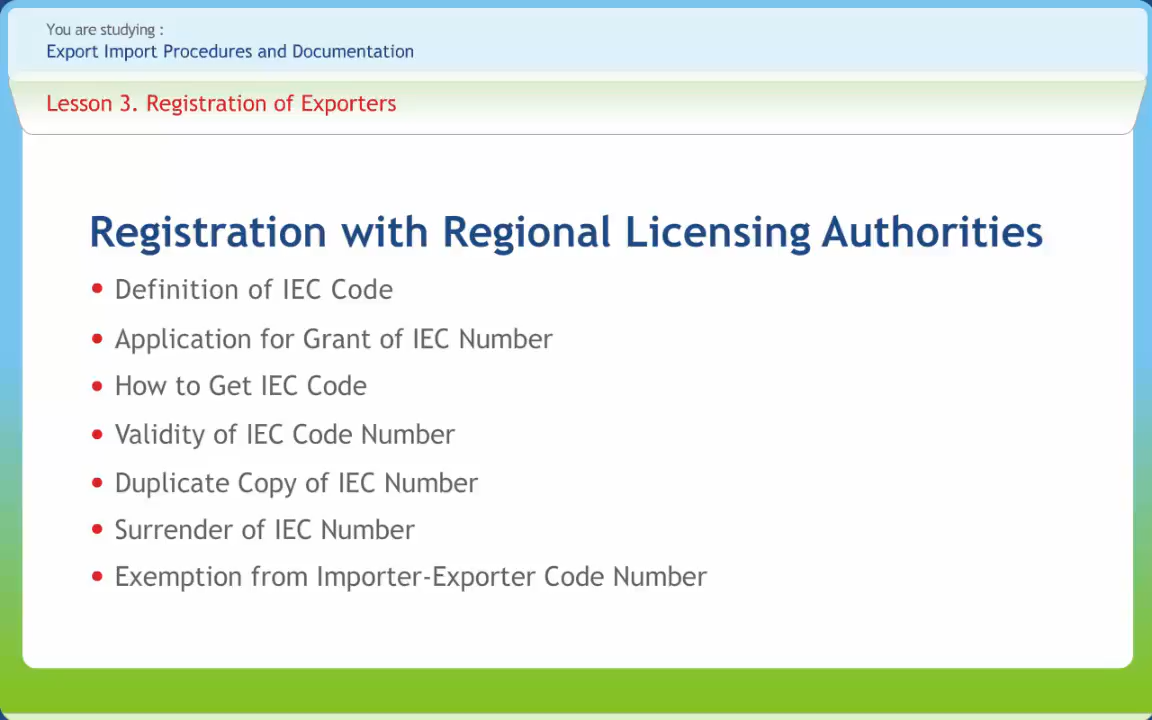 You are studying :
Export Import Procedures and Documentation
Lesson 3. Registration of Exporters
Registration with Regional Licensing Authorities
• Definition of IEC Code
• Application for Grant of IEC Number
• How to Get IEC Code
• Validity of IEC Code Number
• Duplicate Copy of IEC Number
• Surrender of IEC Number
• Exemption from Importer-Exporter Code Number